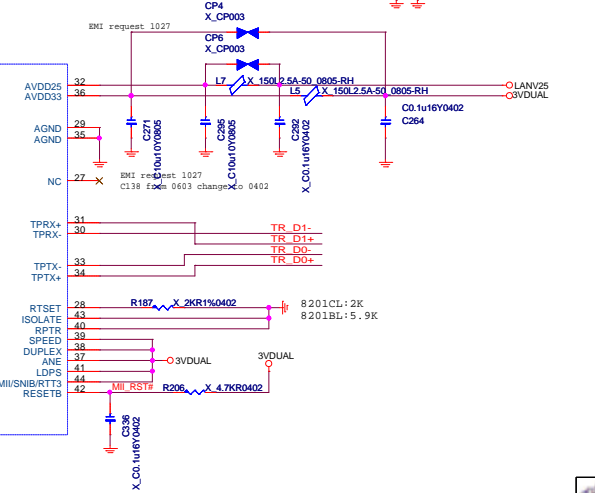 CP4
X_CP003
EMI request 1027
CP6
X_CP003
AVDD25 32 L7 X_150L2.5A-50_0805-RH LANV25
AVDD33 36 L5 X_150L2.5A-50_0805-RH 3VDUAL
C271
X_C10u10Y0805
C295
X_C10u10Y0805
C292
X_C0.1u16Y0402
C0.1u16Y0402
C264
AGND 29
AGND 35
NC 27
EMI request 1027
C138 from 0603 change to 0402
TPRX+ 31
TPRX- 30
TR_D1-
TR_D1+
TR_D0-
TR_D0+
TPTX- 33
TPTX+ 34
RTSET 28 R187 X_2KR1%0402
8201CL:2K
8201BL:5.9K
ISOLATE 43
RPTR 40
SPEED 39
DUPLEX 38
ANE 37 3VDUAL
3VDUAL
LDPS 41
MII/SNIB/RTT3 44
RESETB 42 MII_RST# R206 X_4.7KR0402
C336
X_C0.1u16Y0402